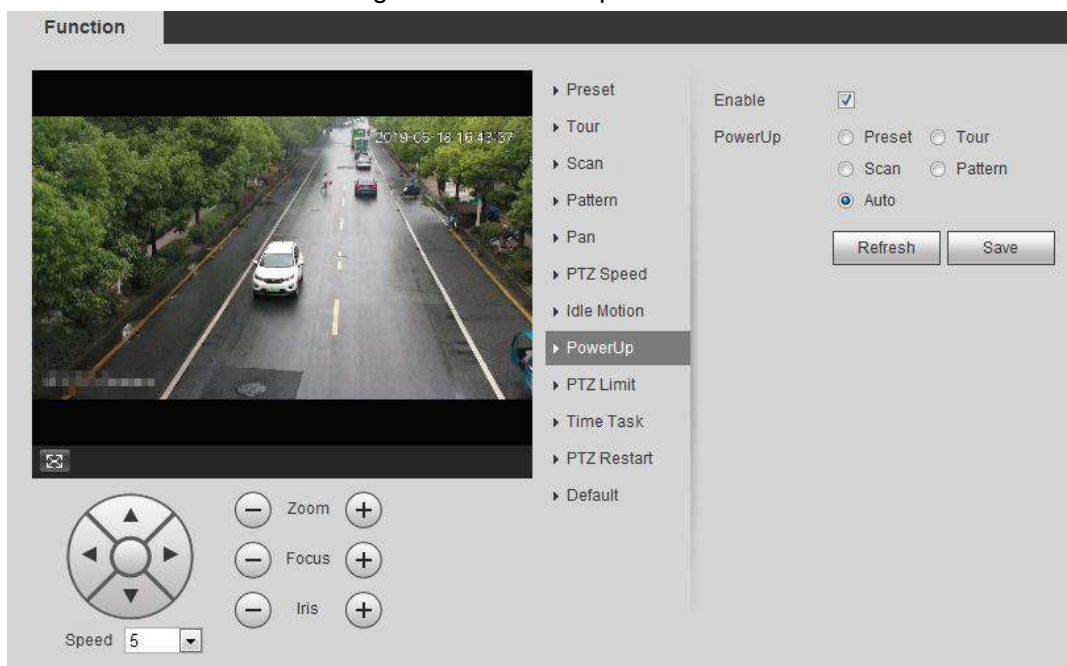 Function
2019-05-18 16:43:37
Preset
Tour
Scan
Pattern
Pan
PTZ Speed
Idle Motion
PowerUp
PTZ Limit
Time Task
PTZ Restart
Default
Enable
PowerUp
Preset Tour
Scan Pattern
Auto
Refresh Save
Zoom
Focus
Iris
Speed 5